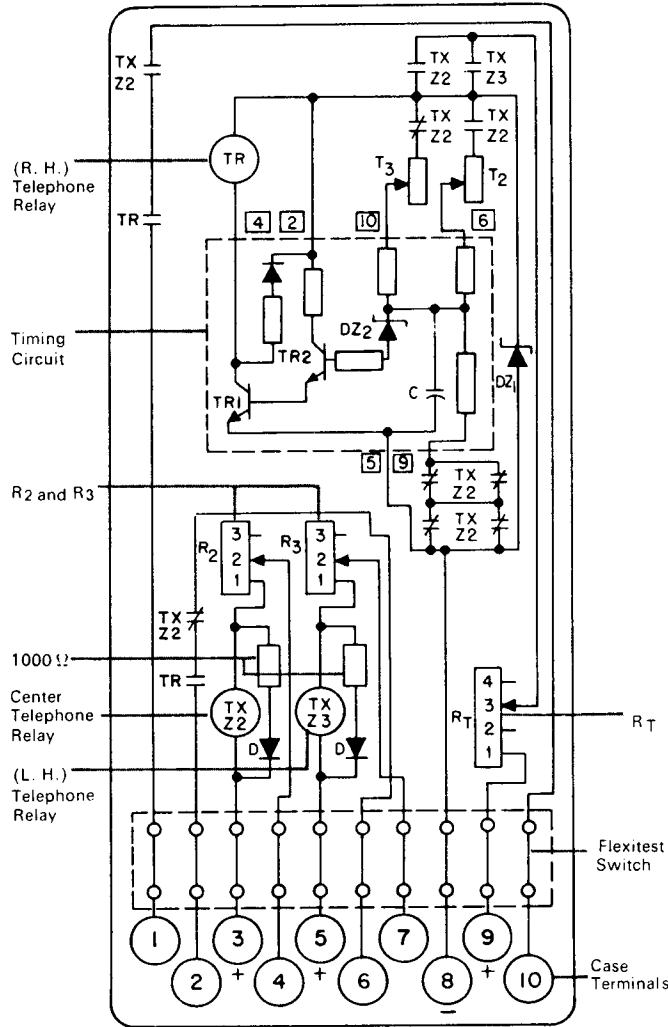 TX
Z2
TX
Z2
TX
Z3
TX
Z2
TX
Z2
TR
(R. H.)
Telephone
Relay
T3
T2
TR
4
2
10
6
Timing
Circuit
DZ2
TR2
TR1
C
DZ1
5
9
TX
Z2
TX
Z2
R2 and R3
R2
3
2
1
R3
3
2
1
TX
Z2
1000 Ω
TR
Center
Telephone
Relay
TX
Z2
TX
Z3
D
D
(L. H.)
Telephone
Relay
RT
4
3
2
1
RT
Flexitest
Switch
1
2
3
+
4
5
+
6
7
8
−
9
+
10
Case
Terminals